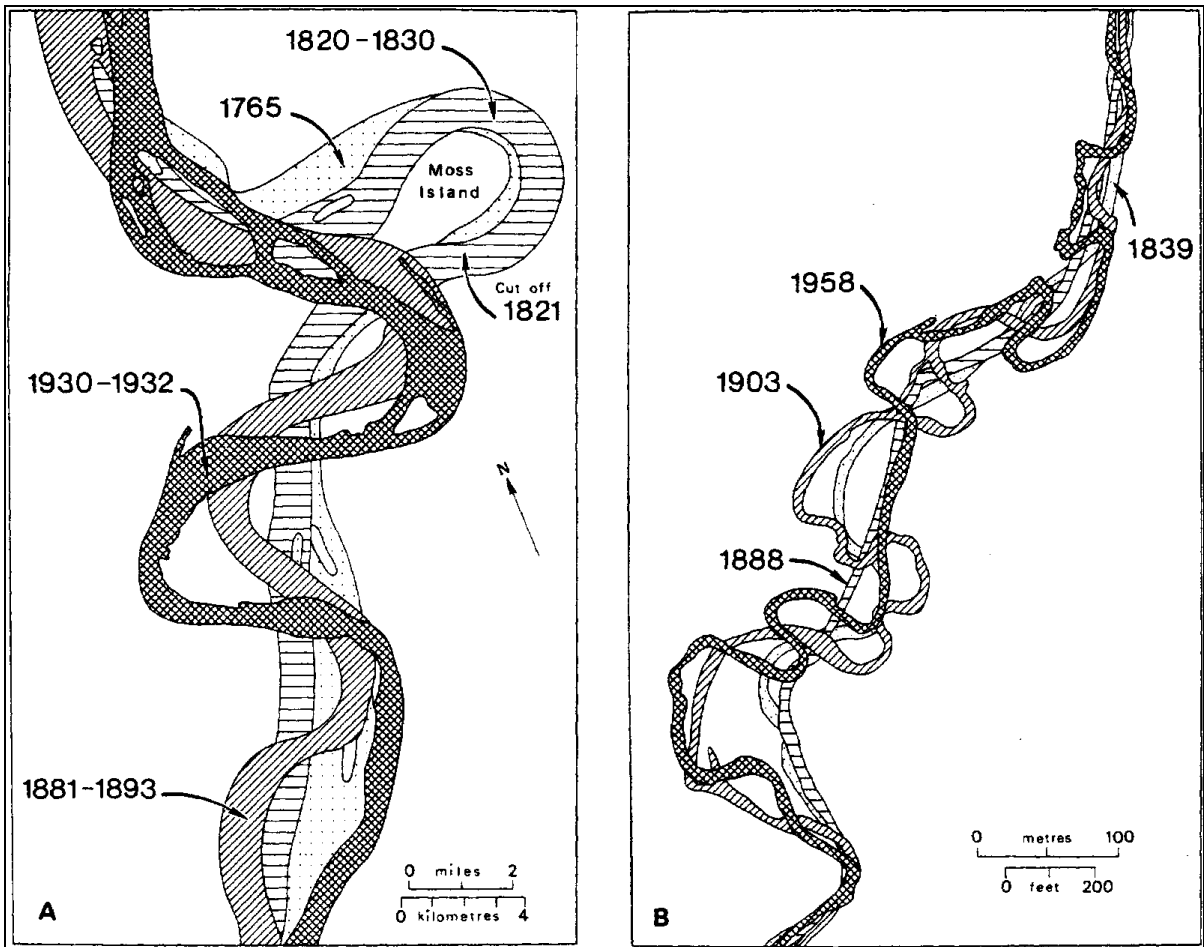 1820-1830
1765
Moss
Island
Cut off
1821
1930-1932
N
1881-1893
0 miles 2
0 kilometres 4
A
1839
1958
1903
1888
0 metres 100
0 feet 200
B